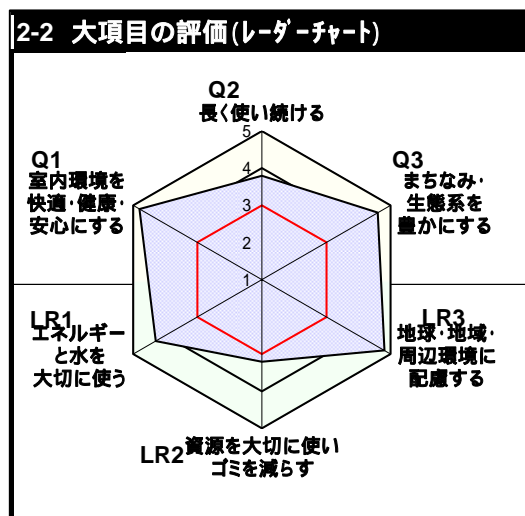 2-2 大項目の評価(レーダーチャート)
Q2
長く使い続ける
5
4
3
2
1
Q1
室内環境を
快適・健康・
安心にする
Q3
まちなみ・
生態系を
豊かにする
LR1
エネルギー
と水を
大切に使う
LR3
地球・地域・
周辺環境に
配慮する
LR2
資源を大切に使い
ゴミを減らす